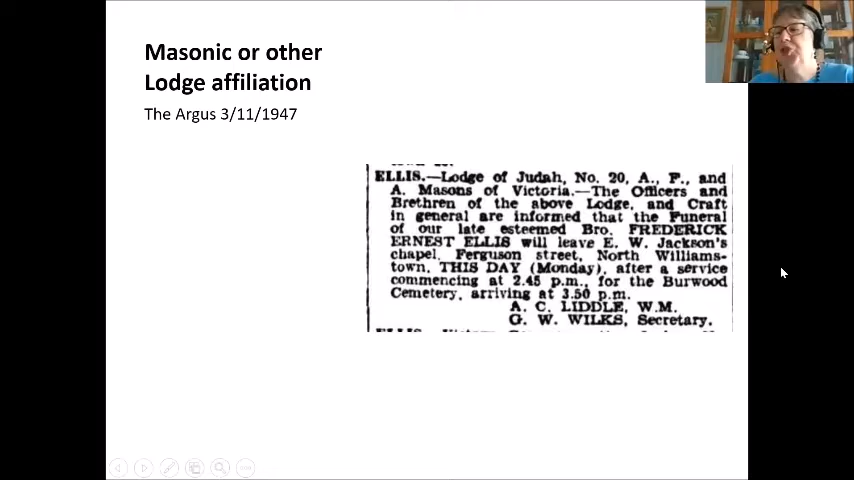 Masonic or other
Lodge affiliation
The Argus 3/11/1947
ELLIS.—Lodge of Judah, No. 20, A., F., and
A. Masons of Victoria.—The Officers and
Brethren of the above Lodge, and Craft
in general are informed that the Funeral
of our late esteemed Bro. FREDERICK
ERNEST ELLIS will leave E. W. Jackson's
chapel, Ferguson street, North Williams-
town, THIS DAY (Monday), after a service
commencing at 2.45 p.m., for the Burwood
Cemetery, arriving at 3.50 p.m.
A. C. LIDDLE, W.M.
G. W. WILKS, Secretary.